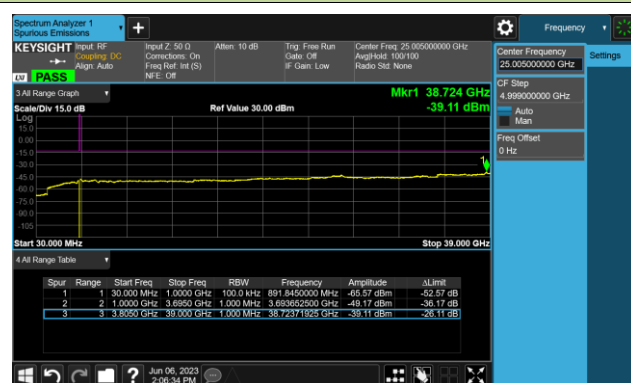 Spectrum Analyzer 1
Spurious Emissions
Frequency
KEYSIGHT
Input: RF
Coupling: DC
Align: Auto
Input Z: 50 Ω
Corrections: On
Freq Ref: Int (S)
NFE: Off
Atten: 10 dB
Trig: Free Run
Gate: Off
IF Gain: Low
Center Freq: 25.005000000 GHz
Avg|Hold: 100/100
Radio Std: None
PASS
Center Frequency
25.005000000 GHz
Settings
CF Step
4.999000000 GHz
Auto
Man
Freq Offset
0 Hz
3 All Range Graph
Mkr1 38.724 GHz
Scale/Div 15.0 dB
Ref Value 30.00 dBm
-39.11 dBm
Log
15.0
0.00
-15.0
-30.0
-45.0
-60.0
-75.0
-90.0
-105
1
Start 30.000 MHz
Stop 39.000 GHz
4 All Range Table
Spur Range Start Freq Stop Freq RBW Frequency Amplitude ΔLimit
1 1 30.000 MHz 1.0000 GHz 100.0 kHz 891.8450000 MHz -65.57 dBm -52.57 dB
2 2 1.0000 GHz 3.6950 GHz 1.000 MHz 3.693652500 GHz -49.17 dBm -36.17 dB
3 3 3.8050 GHz 39.000 GHz 1.000 MHz 38.72371925 GHz -39.11 dBm -26.11 dB
?
Jun 06, 2023
2:06:34 PM